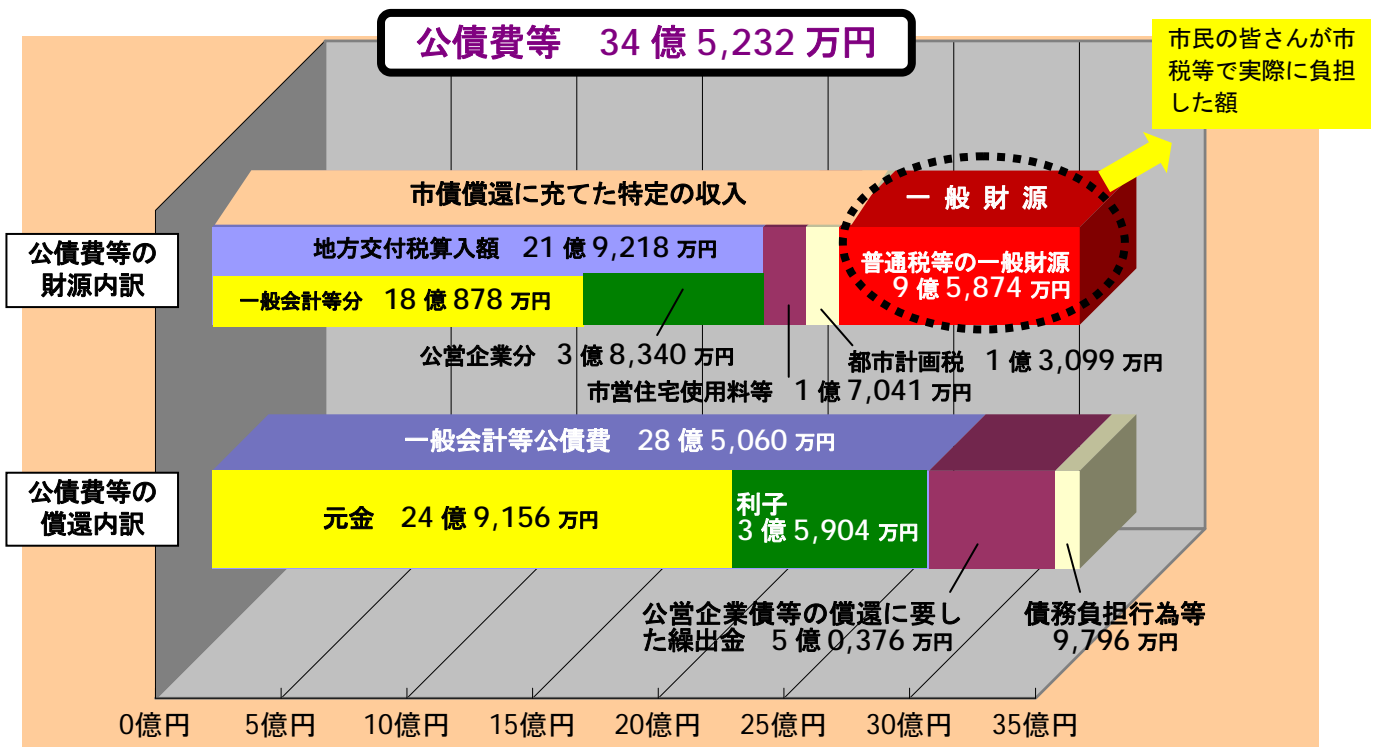 公債費等 34 億 5,232 万円
市民の皆さんが市
税等で実際に負担
した額
市債償還に充てた特定の収入
一 般 財 源
公債費等の
財源内訳
地方交付税算入額 21 億 9,218 万円
普通税等の一般財源
9 億 5,874 万円
一般会計等分 18 億 878 万円
公営企業分 3 億 8,340 万円
都市計画税 1 億 3,099 万円
市営住宅使用料等 1 億 7,041 万円
一般会計等公債費 28 億 5,060 万円
公債費等の
償還内訳
元金 24 億 9,156 万円
利子
3 億 5,904 万円
公営企業債等の償還に要し
た繰出金 5 億 0,376 万円
債務負担行為等
9,796 万円
0億円 5億円 10億円 15億円 20億円 25億円 30億円 35億円